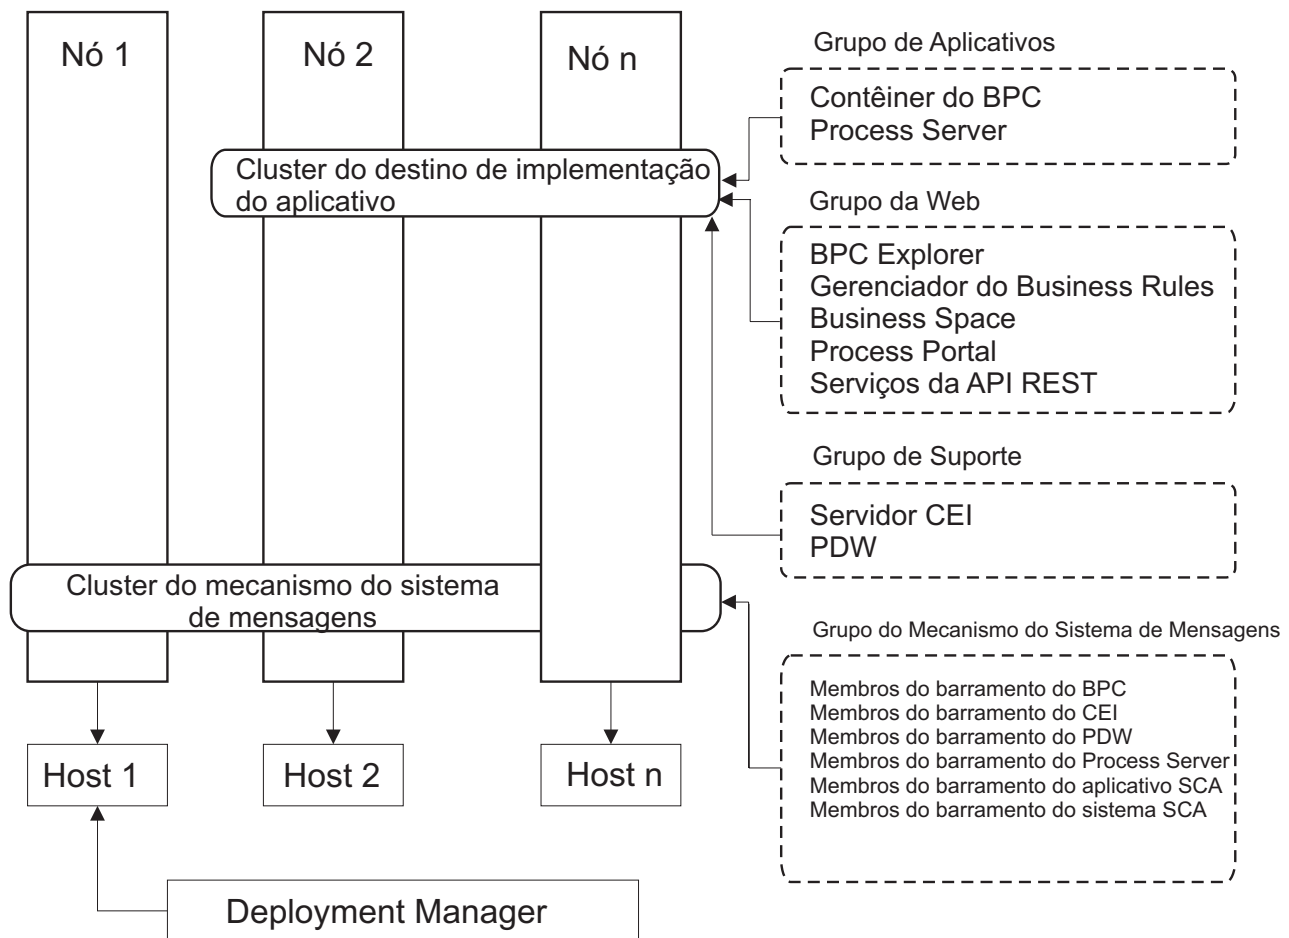 Nó 1
Nó 2
Nó n
Grupo de Aplicativos
Contêiner do BPC
Process Server
Cluster do destino de implementação
do aplicativo
Grupo da Web
BPC Explorer
Gerenciador do Business Rules
Business Space
Process Portal
Serviços da API REST
Grupo de Suporte
Servidor CEI
PDW
Cluster do mecanismo do sistema
de mensagens
Grupo do Mecanismo do Sistema de Mensagens
Membros do barramento do BPC
Membros do barramento do CEI
Membros do barramento do PDW
Membros do barramento do Process Server
Membros do barramento do aplicativo SCA
Membros do barramento do sistema SCA
Host 1
Host 2
Host n
Deployment Manager